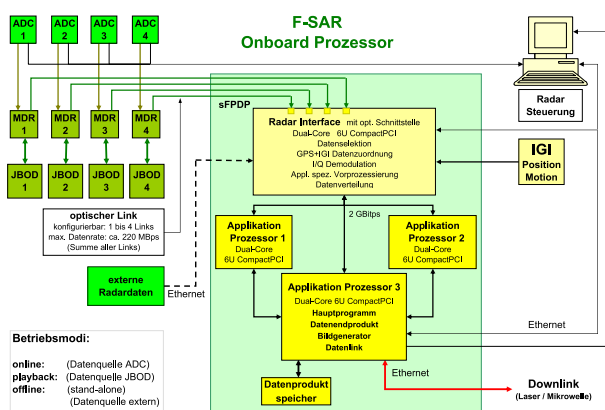 F-SAR
Onboard Prozessor
ADC 1
ADC 2
ADC 3
ADC 4
MDR 1
MDR 2
MDR 3
MDR 4
JBOD 1
JBOD 2
JBOD 3
JBOD 4
optischer Link
konfigurierbar: 1 bis 4 Links
max. Datenrate: ca. 220 MBps
(Summe aller Links)
externe
Radardaten
Ethernet
Betriebsmodi:
online: (Datenquelle ADC)
playback: (Datenquelle JBOD)
offline: (stand-alone)
(Datenquelle extern)
sFPDP
Radar Interface mit opt. Schnittstelle
Dual-Core 6U CompactPCI
Datenselektion
GPS+IGI Datenzuordnung
I/Q Demodulation
Appl. spez. Vorprozessierung
Datenverteilung
2 GBitps
Applikation
Prozessor 1
Dual-Core
6U CompactPCI
Applikation
Prozessor 2
Dual-Core
6U CompactPCI
Applikation Prozessor 3
Dual-Core 6U CompactPCI
Hauptprogramm
Datenendprodukt
Bildgenerator
Datenlink
Datenprodukt
speicher
Radar
Steuerung
IGI
Position
Motion
Ethernet
Ethernet
Downlink
(Laser / Mikrowelle)